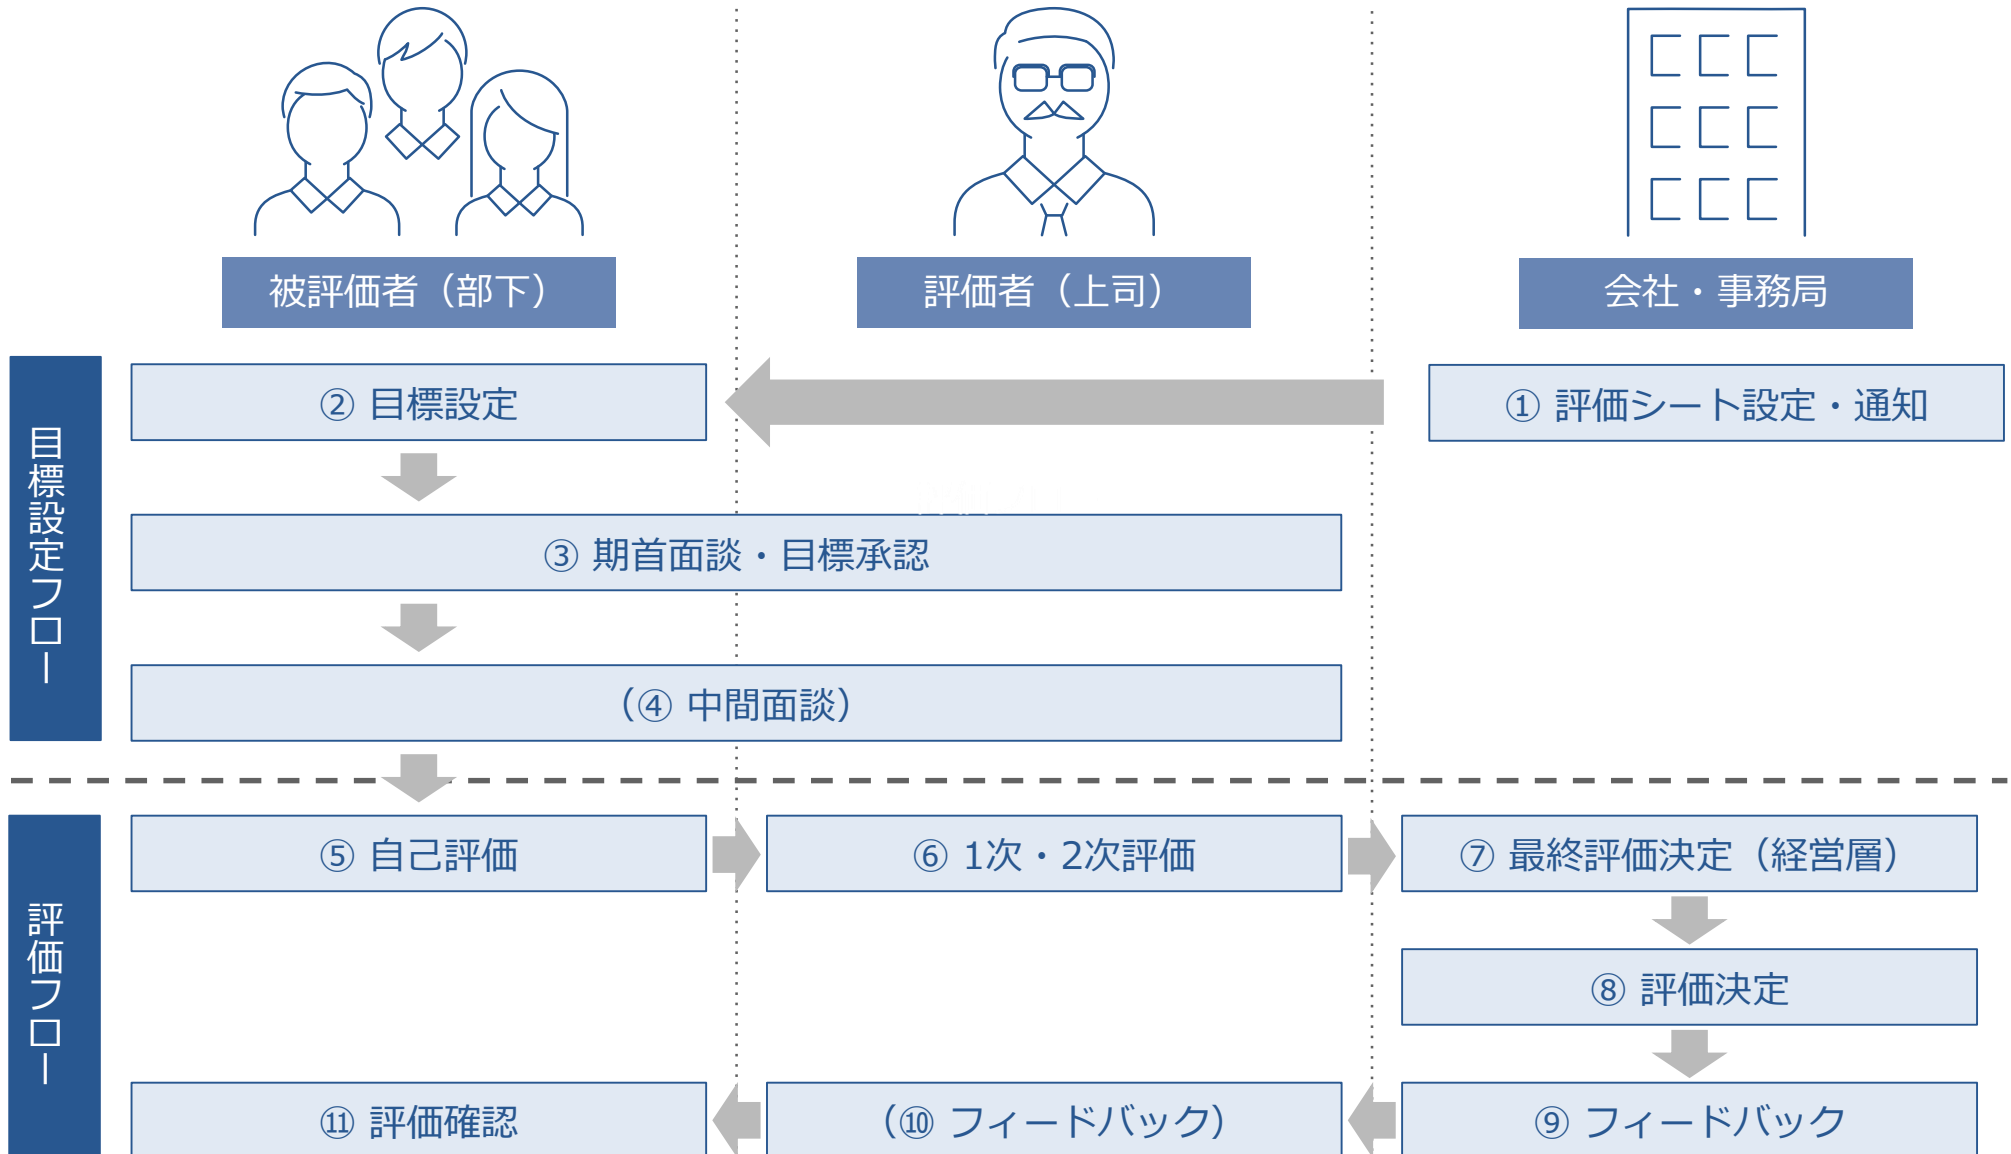 被評価者（部下）
評価者（上司）
会社・事務局
目標設定フロー
② 目標設定
① 評価シート設定・通知
③ 期首面談・目標承認
（④ 中間面談）
評価フロー
⑤ 自己評価
⑥ 1次・2次評価
⑦ 最終評価決定（経営層）
⑧ 評価決定
⑪ 評価確認
（⑩ フィードバック）
⑨ フィードバック